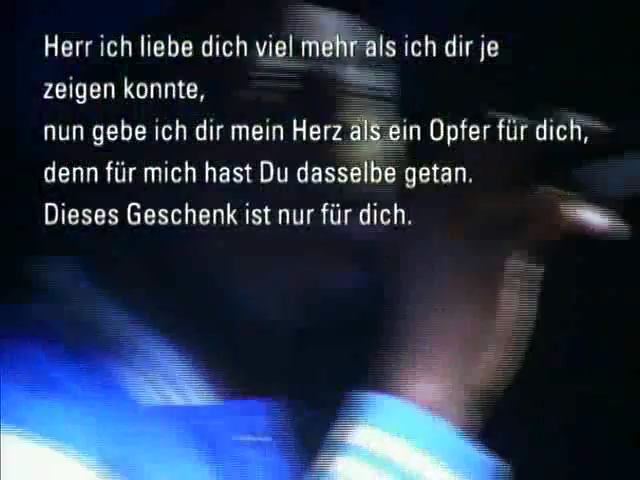 Herr ich liebe dich viel mehr als ich dir je
zeigen konnte,
nun gebe ich dir mein Herz als ein Opfer für dich,
denn für mich hast Du dasselbe getan.
Dieses Geschenk ist nur für dich.